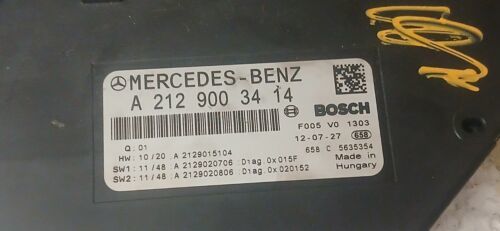 MERCEDES-BENZ
A 212 900 34 14
BOSCH
F005 V0 1303
Q:01
12-07-27 658
HW:10/20:A 2129015104
658 C 5635354
SW1:11/48:A 2129020706:Diag.0x015F
Made in
SW2:11/48:A 2129020806:Diag.0x020152
Hungary